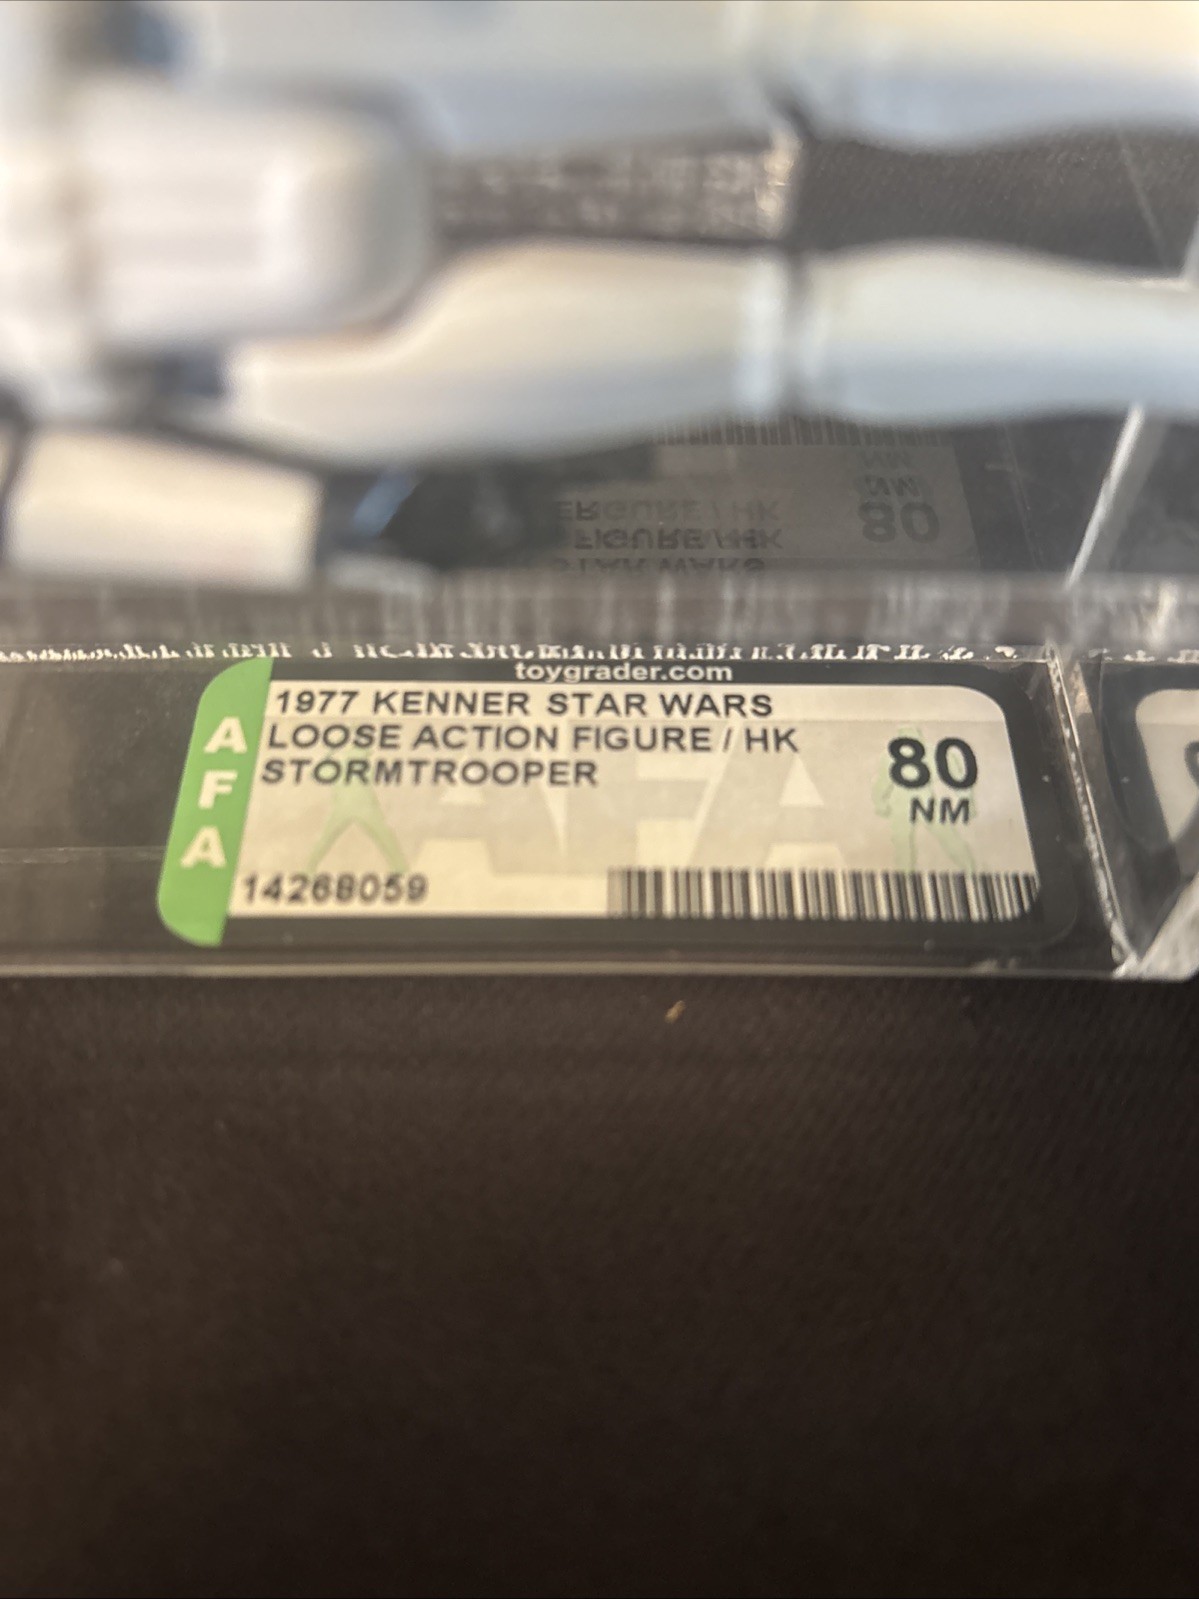 toygrader.com
AFA
1977 KENNER STAR WARS
LOOSE ACTION FIGURE / HK
STORMTROOPER
80
NM
14268059